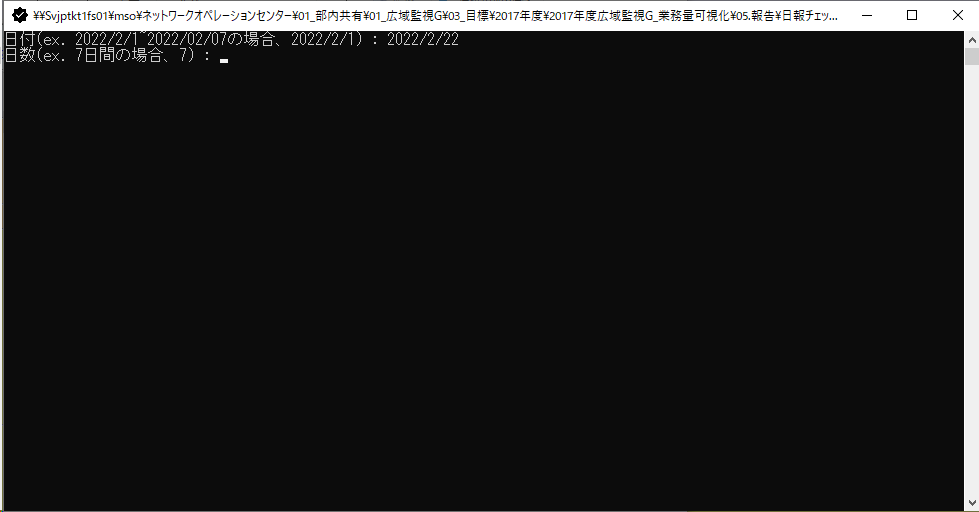 ¥¥Svjptkt1fs01¥mso¥ネットワークオペレーションセンター¥01_部内共有¥01_広域監視G¥03_目標¥2017年度¥2017年度広域監視G_業務量可視化¥05.報告¥日報チェッ...
日付(ex. 2022/2/1~2022/02/07の場合、2022/2/1) : 2022/2/22
日数(ex. 7日間の場合、7) :